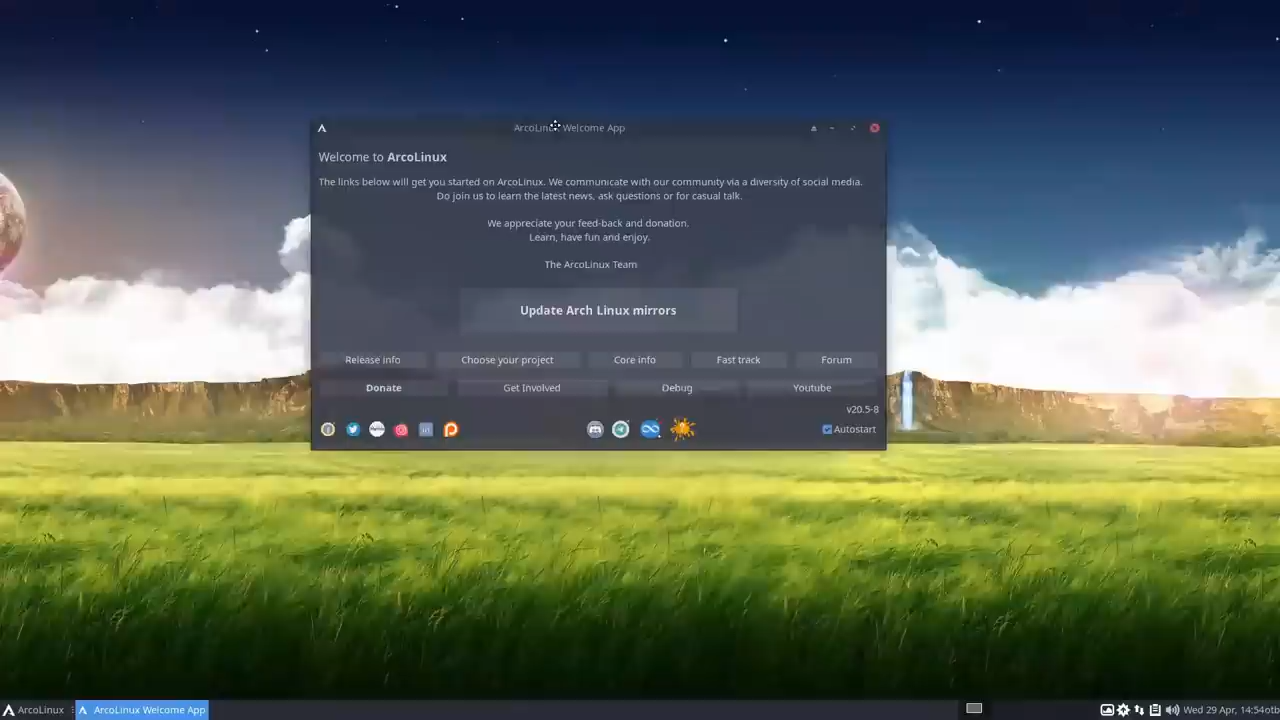 ArcoLinux Welcome App
Welcome to ArcoLinux
The links below will get you started on ArcoLinux. We communicate with our community via a diversity of social media.
Do join us to learn the latest news, ask questions or for casual talk.
We appreciate your feed-back and donation.
Learn, have fun and enjoy.
The ArcoLinux Team
Update Arch Linux mirrors
Release info Choose your project Core info Fast track Forum
Donate Get Involved Debug Youtube
v20.5-8
Autostart
ArcoLinux ArcoLinux Welcome App Wed 29 Apr, 14:54